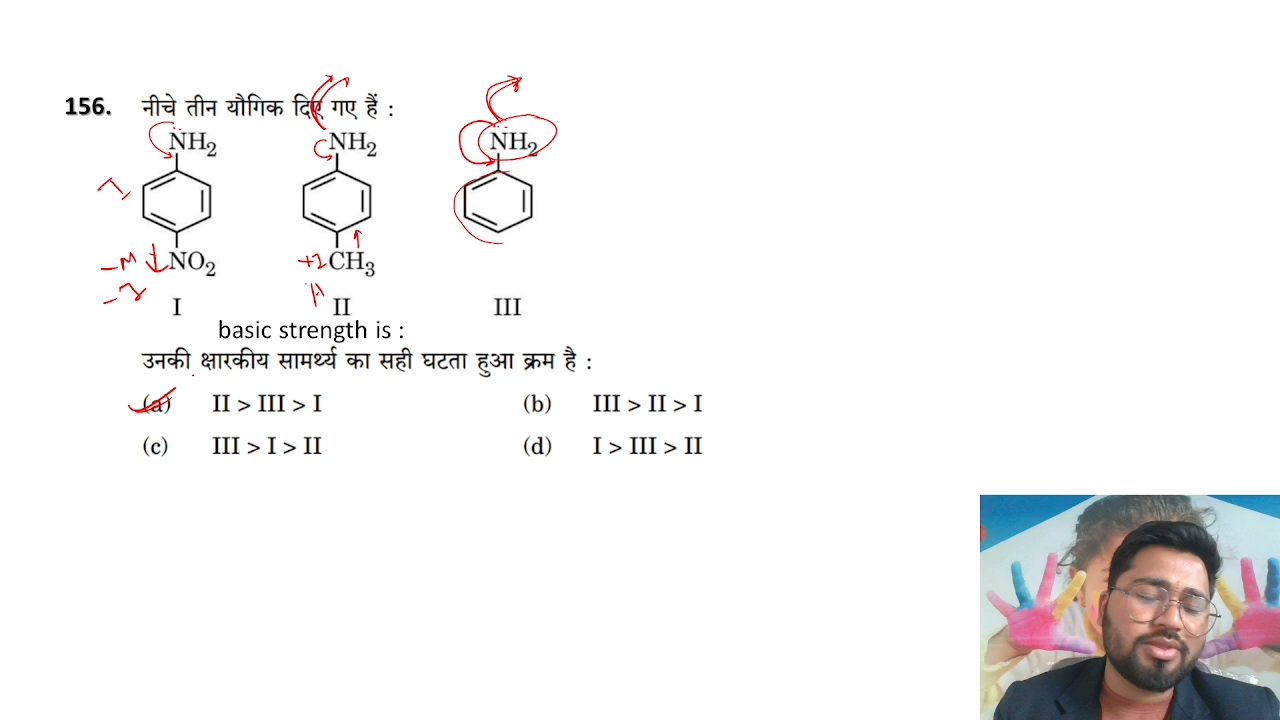 156. नीचे तीन यौगिक दिए गए हैं :
NH2 NH2 NH2
-M NO2 +I CH3
-I
I II III
basic strength is :
उनकी क्षारकीय सामर्थ्य का सही घटता हुआ क्रम है :
(a) II > III > I (b) III > II > I
(c) III > I > II (d) I > III > II